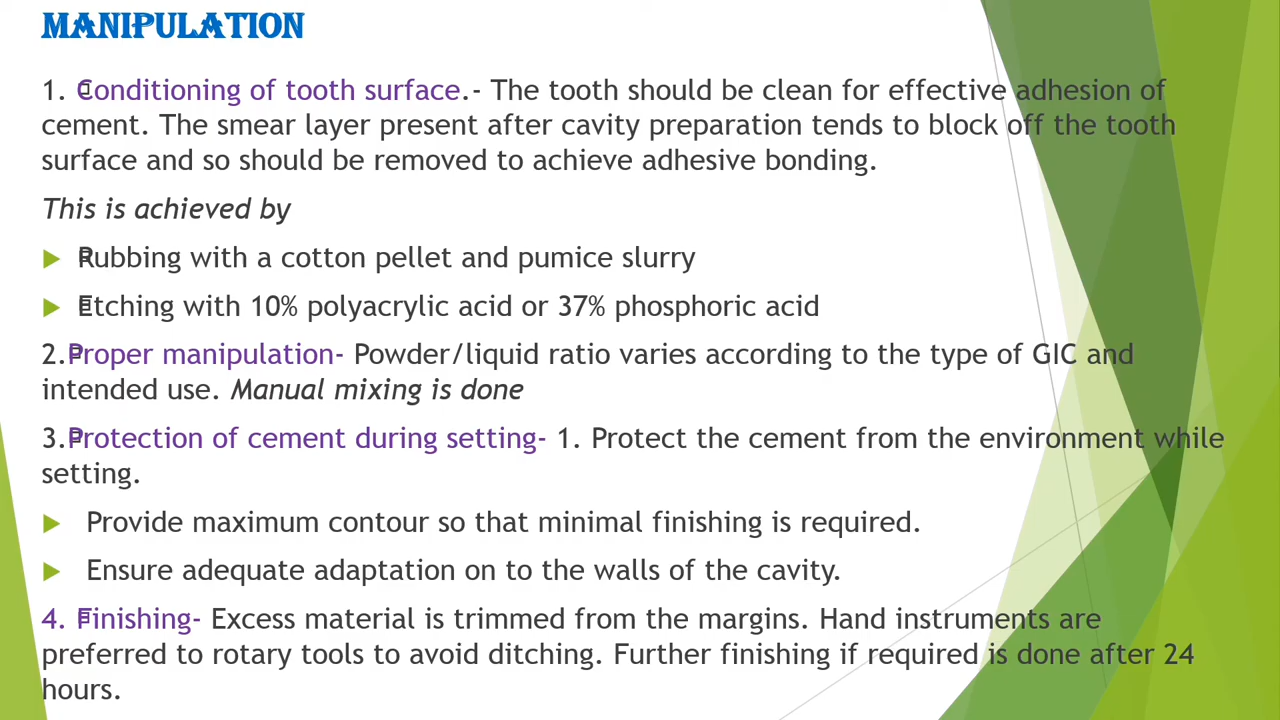 MANIPULATION
1. Conditioning of tooth surface.- The tooth should be clean for effective adhesion of
cement. The smear layer present after cavity preparation tends to block off the tooth
surface and so should be removed to achieve adhesive bonding.
This is achieved by
Rubbing with a cotton pellet and pumice slurry
Etching with 10% polyacrylic acid or 37% phosphoric acid
2.Proper manipulation- Powder/liquid ratio varies according to the type of GIC and
intended use. Manual mixing is done
3.Protection of cement during setting- 1. Protect the cement from the environment while
setting.
Provide maximum contour so that minimal finishing is required.
Ensure adequate adaptation on to the walls of the cavity.
4. Finishing- Excess material is trimmed from the margins. Hand instruments are
preferred to rotary tools to avoid ditching. Further finishing if required is done after 24
hours.